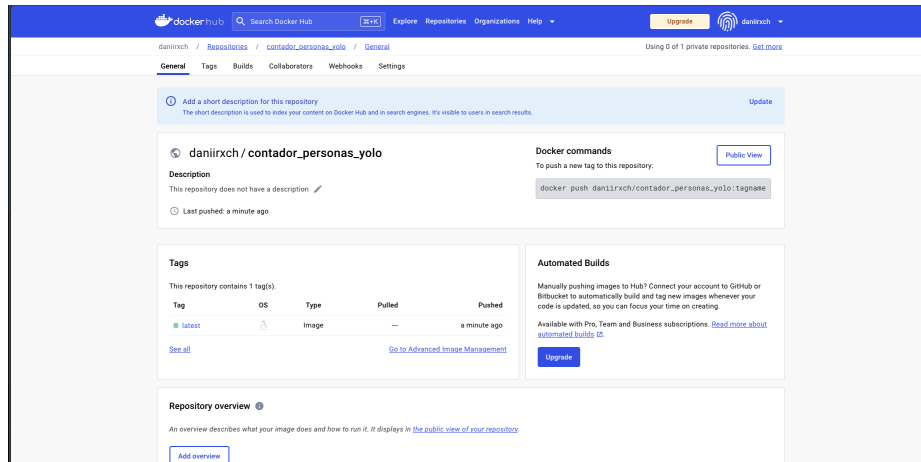 dockerhub Search Docker Hub ⌘+K Explore Repositories Organizations Help Upgrade daniirxch
daniirxch / Repositories / contador_personas_yolo / General Using 0 of 1 private repositories. Get more
General Tags Builds Collaborators Webhooks Settings
Add a short description for this repository Update
The short description is used to index your content on Docker Hub and in search engines. It's visible to users in search results.
daniirxch / contador_personas_yolo
Description
This repository does not have a description
Last pushed: a minute ago
Docker commands
Public View
To push a new tag to this repository:
docker push daniirxch/contador_personas_yolo:tagname
Tags
This repository contains 1 tag(s).
Tag OS Type Pulled Pushed
latest Image — a minute ago
See all Go to Advanced Image Management
Automated Builds
Manually pushing images to Hub? Connect your account to GitHub or
Bitbucket to automatically build and tag new images whenever your
code is updated, so you can focus your time on creating.
Available with Pro, Team and Business subscriptions. Read more about
automated builds.
Upgrade
Repository overview
An overview describes what your image does and how to run it. It displays in the public view of your repository.
Add overview